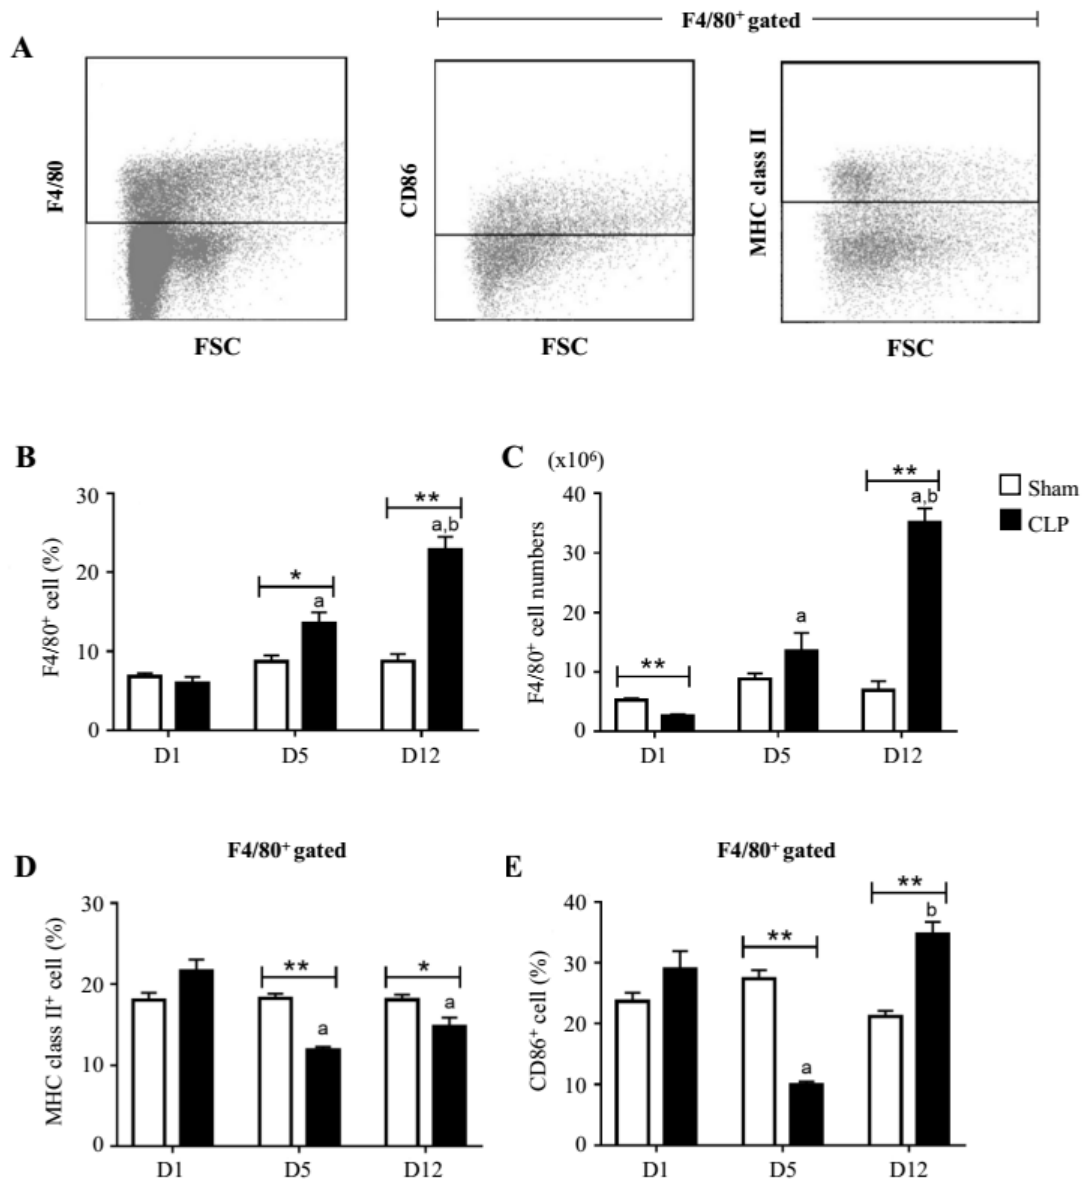 F4/80⁺ gated
A
F4/80
FSC
CD86
FSC
MHC class II
FSC
B
F4/80⁺ cell (%)
30
20
10
0
*
a
**
a,b
D1 D5 D12
C
(x10⁶)
F4/80⁺ cell numbers
40
30
20
10
0
**
a
**
a,b
D1 D5 D12
Sham
CLP
D
F4/80⁺ gated
MHC class II⁺ cell (%)
30
20
10
0
**
a
*
a
D1 D5 D12
E
F4/80⁺ gated
CD86⁺ cell (%)
40
30
20
10
0
**
a
**
b
D1 D5 D12